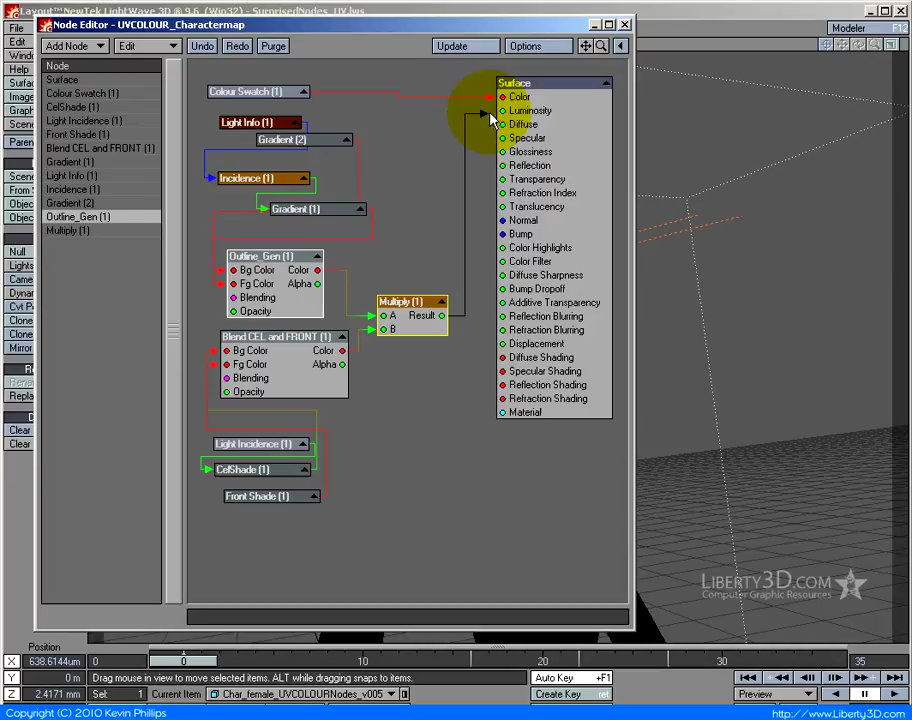 Layout™NewTek LightWave 3D ® 9.6 (Win32) - SurprisedNodes_UV.lws
Node Editor - UVCOLOUR_Charactermap
File
Edit
Help
Modeler F12
Add Node
Edit
Undo
Redo
Purge
Update
Options
Node
Surface
Colour Swatch (1)
CelShade (1)
Light Incidence (1)
Front Shade (1)
Blend CEL and FRONT (1)
Gradient (1)
Light Info (1)
Incidence (1)
Gradient (2)
Outline_Gen (1)
Multiply (1)
Colour Swatch (1)
Light Info (1)
Gradient (2)
Incidence (1)
Gradient (1)
Outline_Gen (1)
Bg Color Color
Fg Color Alpha
Blending
Opacity
Multiply (1)
A Result
B
Blend CEL and FRONT (1)
Bg Color Color
Fg Color Alpha
Blending
Opacity
Light Incidence (1)
CelShade (1)
Front Shade (1)
Surface
Color
Luminosity
Diffuse
Specular
Glossiness
Reflection
Transparency
Refraction Index
Translucency
Normal
Bump
Color Highlights
Color Filter
Diffuse Sharpness
Bump Dropoff
Additive Transparency
Reflection Blurring
Refraction Blurring
Displacement
Diffuse Shading
Specular Shading
Reflection Shading
Refraction Shading
Material
Null
Mirror
Clear
Clear
LIBERTY3D.COM
COMPUTER GRAPHIC RESOURCES
Position
X 638.6144um
Y 0 m
Z 2.4171 mm
0 0 10 20 30 35
Drag mouse in view to move selected items. ALT while dragging snaps to items.
Auto Key +F1
Sel: 1
Current Item Char_female_UVCOLOURNodes_v005
Create Key ret
Preview
Copyright (C) 2010 Kevin Phillips
http://www.Liberty3D.com